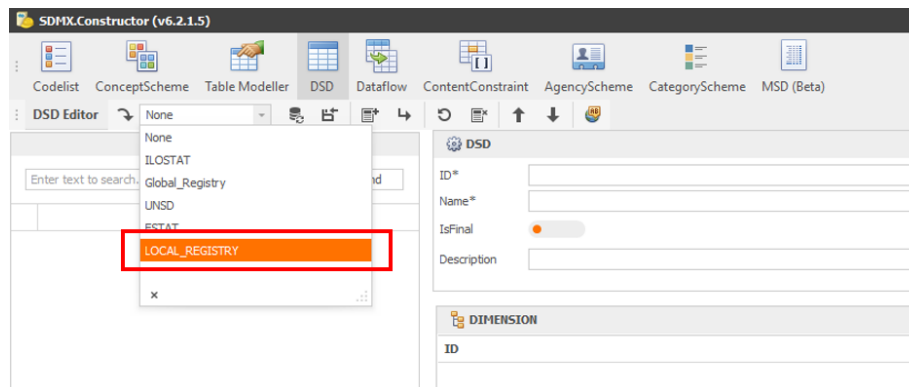 SDMX.Constructor (v6.2.1.5)
Codelist ConceptScheme Table Modeller DSD Dataflow ContentConstraint AgencyScheme CategoryScheme MSD (Beta)
DSD Editor None
None
ILOSTAT
Global_Registry
UNSD
ESTAT
LOCAL_REGISTRY
Enter text to search.
nd
DSD
ID*
Name*
IsFinal
Description
DIMENSION
ID